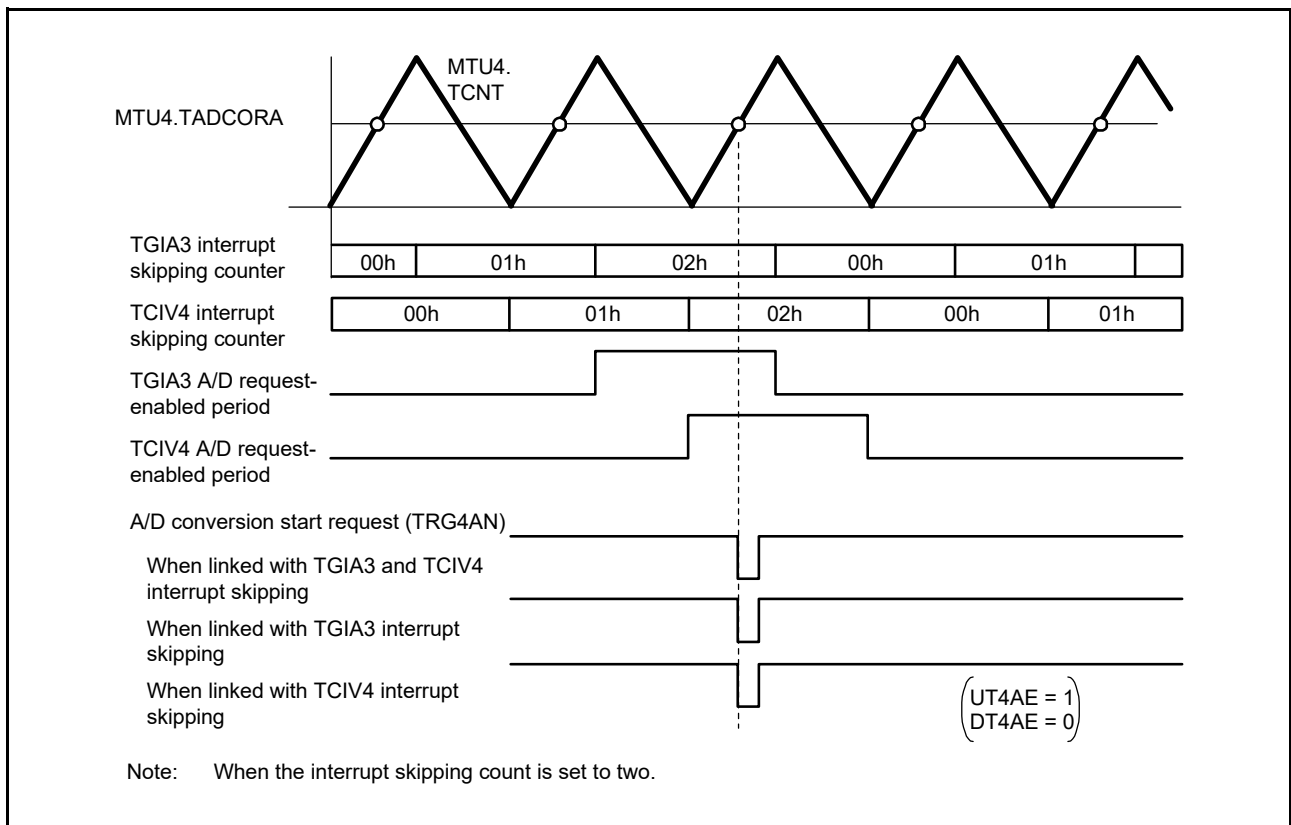 MTU4.
TCNT
MTU4.TADCORA
TGIA3 interrupt
skipping counter
00h 01h 02h 00h 01h
TCIV4 interrupt
skipping counter
00h 01h 02h 00h 01h
TGIA3 A/D request-
enabled period
TCIV4 A/D request-
enabled period
A/D conversion start request (TRG4AN)
When linked with TGIA3 and TCIV4
interrupt skipping
When linked with TGIA3 interrupt
skipping
When linked with TCIV4 interrupt
skipping
UT4AE = 1
DT4AE = 0
Note: When the interrupt skipping count is set to two.